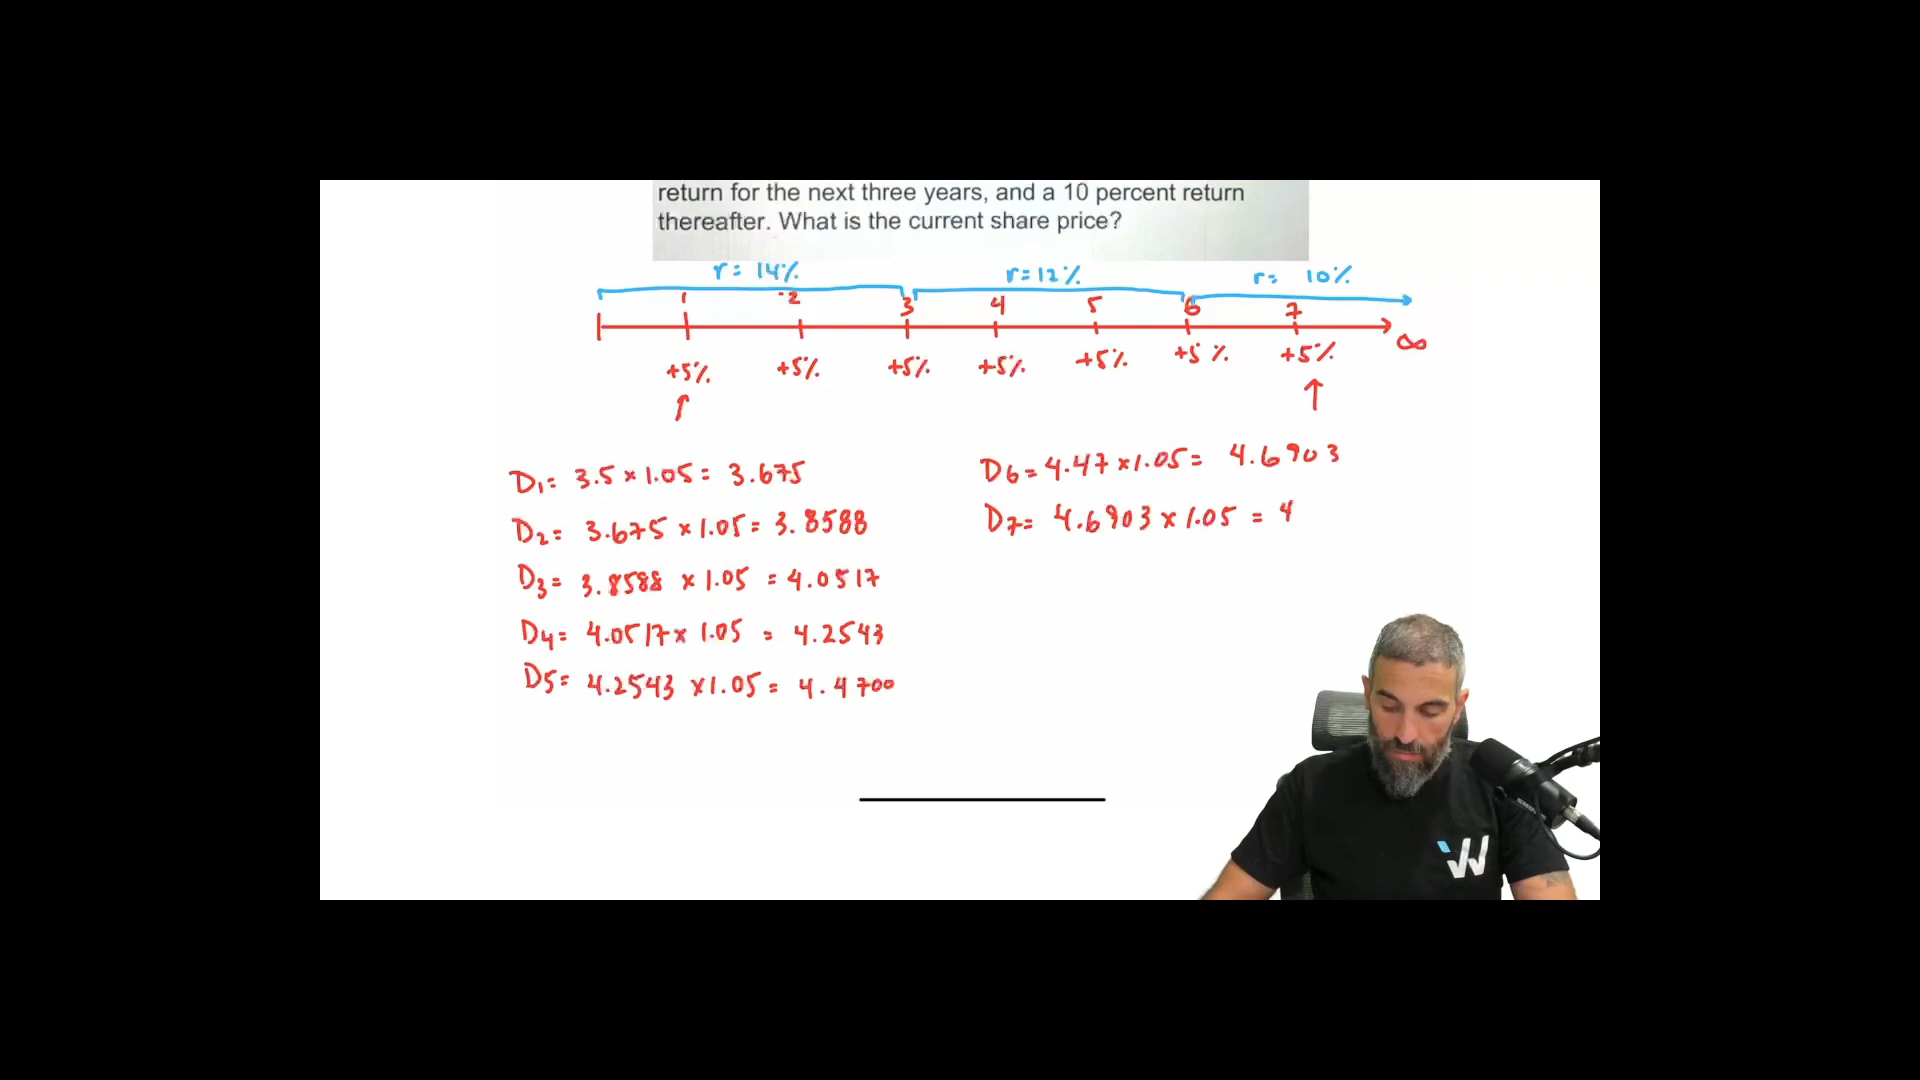 return for the next three years, and a 10 percent return
thereafter. What is the current share price?
r= 14% r=12% r= 10%
1 2 3 4 5 6 7
∞
+5% +5% +5% +5% +5% +5% +5%
D1= 3.5 x 1.05= 3.675
D2= 3.675 x 1.05= 3.8588
D3= 3.8588 x 1.05 = 4.0517
D4= 4.0517x 1.05 = 4.2543
D5= 4.2543 x1.05= 4.4700
D6=4.47 x1.05= 4.6903
D7= 4.6903 x 1.05 = 4
W